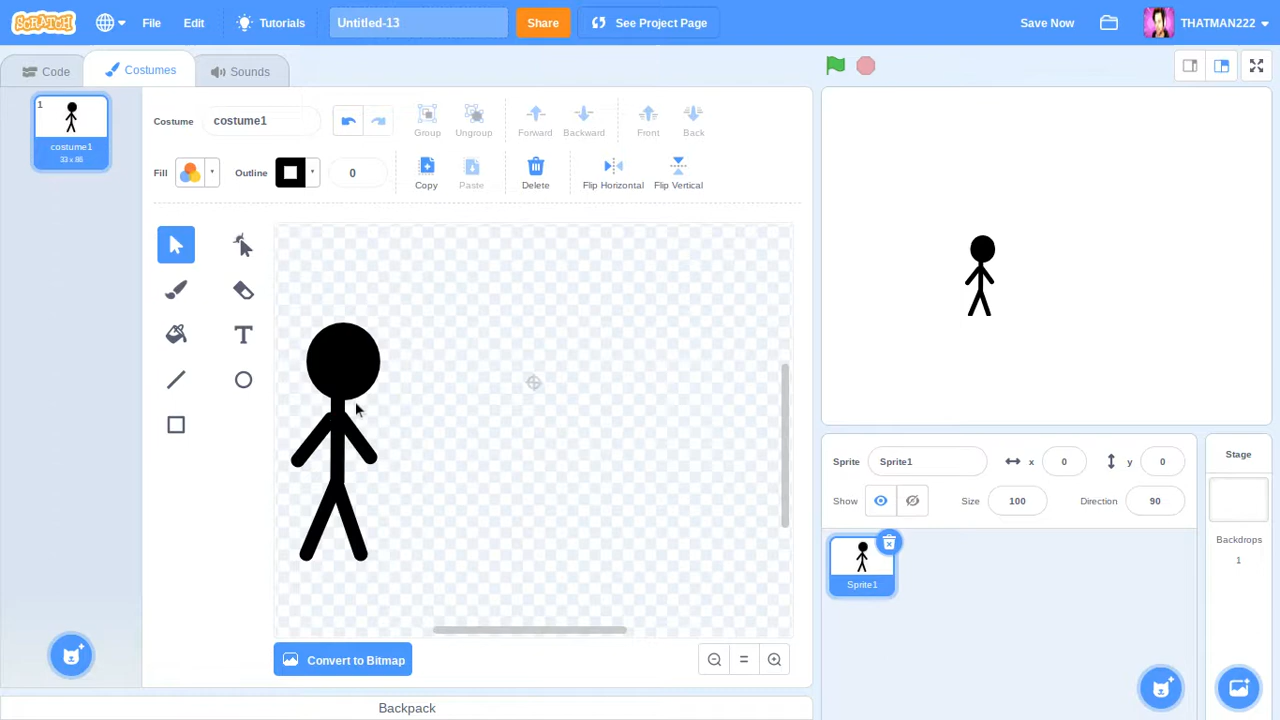 SCRATCH File Edit Tutorials Untitled-13 Share See Project Page Save Now THATMAN222
Code Costumes Sounds
1
costume1
33 x 86
Costume costume1 Group Ungroup Forward Backward Front Back
Fill Outline 0 Copy Paste Delete Flip Horizontal Flip Vertical
T
Convert to Bitmap
Backpack
Sprite Sprite1 x 0 y 0
Show Size 100 Direction 90
Sprite1
Stage
Backdrops
1